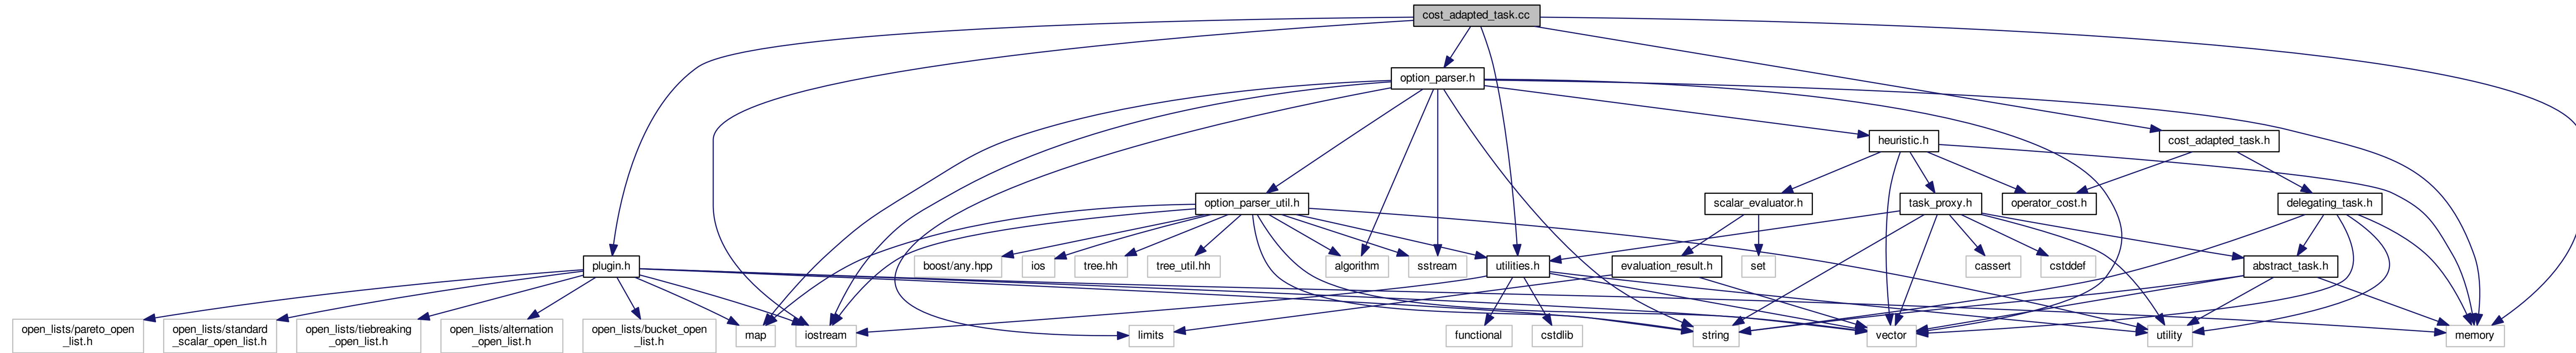 cost_adapted_task.cc
option_parser.h
heuristic.h
cost_adapted_task.h
option_parser_util.h
scalar_evaluator.h
task_proxy.h
operator_cost.h
delegating_task.h
plugin.h
boost/any.hpp
ios
tree.hh
tree_util.hh
algorithm
sstream
utilities.h
evaluation_result.h
set
cassert
cstddef
abstract_task.h
open_lists/pareto_open
_list.h
open_lists/standard
_scalar_open_list.h
open_lists/tiebreaking
_open_list.h
open_lists/alternation
_open_list.h
open_lists/bucket_open
_list.h
map
iostream
limits
functional
cstdlib
string
vector
utility
memory